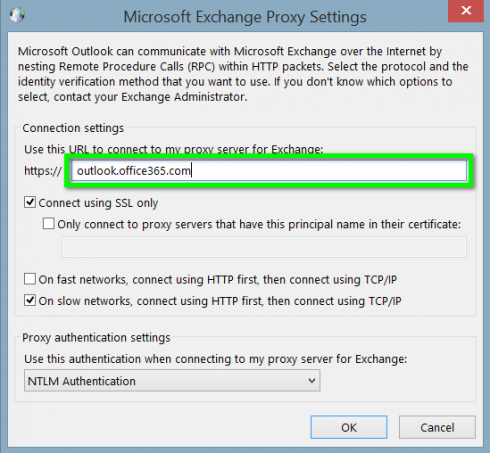 Microsoft Exchange Proxy Settings
Microsoft Outlook can communicate with Microsoft Exchange over the Internet by
nesting Remote Procedure Calls (RPC) within HTTP packets. Select the protocol and the
identity verification method that you want to use. If you don't know which options to
select, contact your Exchange Administrator.
Connection settings
Use this URL to connect to my proxy server for Exchange:
https:// outlook.office365.com
Connect using SSL only
Only connect to proxy servers that have this principal name in their certificate:
On fast networks, connect using HTTP first, then connect using TCP/IP
On slow networks, connect using HTTP first, then connect using TCP/IP
Proxy authentication settings
Use this authentication when connecting to my proxy server for Exchange:
NTLM Authentication
OK Cancel